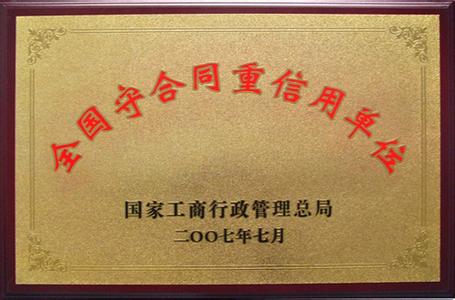 全国守合同重信用单位
国家工商行政管理总局
二〇〇七年七月